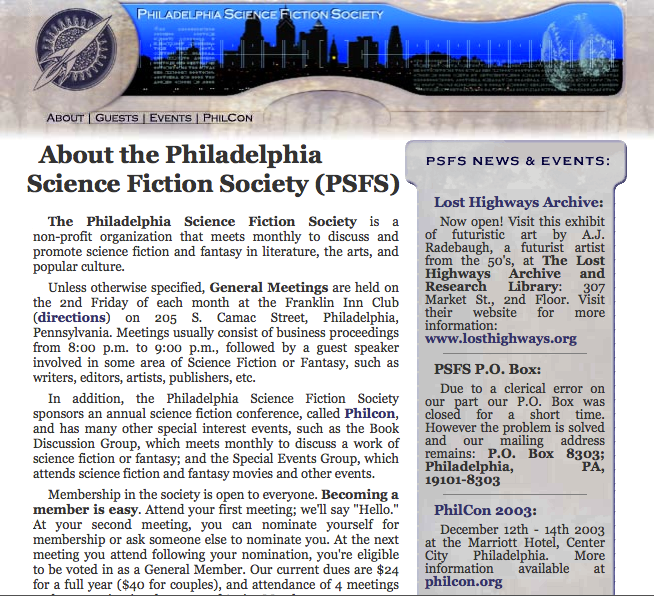 PHILADELPHIA SCIENCE FICTION SOCIETY
ABOUT | GUESTS | EVENTS | PHILCON
About the Philadelphia
Science Fiction Society (PSFS)
The Philadelphia Science Fiction Society is a
non-profit organization that meets monthly to discuss and
promote science fiction and fantasy in literature, the arts, and
popular culture.
Unless otherwise specified, General Meetings are held on
the 2nd Friday of each month at the Franklin Inn Club
(directions) on 205 S. Camac Street, Philadelphia,
Pennsylvania. Meetings usually consist of business proceedings
from 8:00 p.m. to 9:00 p.m., followed by a guest speaker
involved in some area of Science Fiction or Fantasy, such as
writers, editors, artists, publishers, etc.
In addition, the Philadelphia Science Fiction Society
sponsors an annual science fiction conference, called Philcon,
and has many other special interest events, such as the Book
Discussion Group, which meets monthly to discuss a work of
science fiction or fantasy; and the Special Events Group, which
attends science fiction and fantasy movies and other events.
Membership in the society is open to everyone. Becoming a
member is easy. Attend your first meeting; we'll say "Hello."
At your second meeting, you can nominate yourself for
membership or ask someone else to nominate you. At the next
meeting you attend following your nomination, you're eligible
to be voted in as a General Member. Our current dues are $24
for a full year ($40 for couples), and attendance of 4 meetings
PSFS NEWS & EVENTS:
Lost Highways Archive:
Now open! Visit this exhibit
of futuristic art by A.J.
Radebaugh, a futurist artist
from the 50's, at The Lost
Highways Archive and
Research Library: 307
Market St., 2nd Floor. Visit
their website for more
information:
www.losthighways.org
PSFS P.O. Box:
Due to a clerical error on
our part our P.O. Box was
closed for a short time.
However the problem is solved
and our mailing address
remains: P.O. Box 8303;
Philadelphia, PA,
19101-8303
PhilCon 2003:
December 12th - 14th 2003
at the Marriott Hotel, Center
City Philadelphia. More
information available at
philcon.org